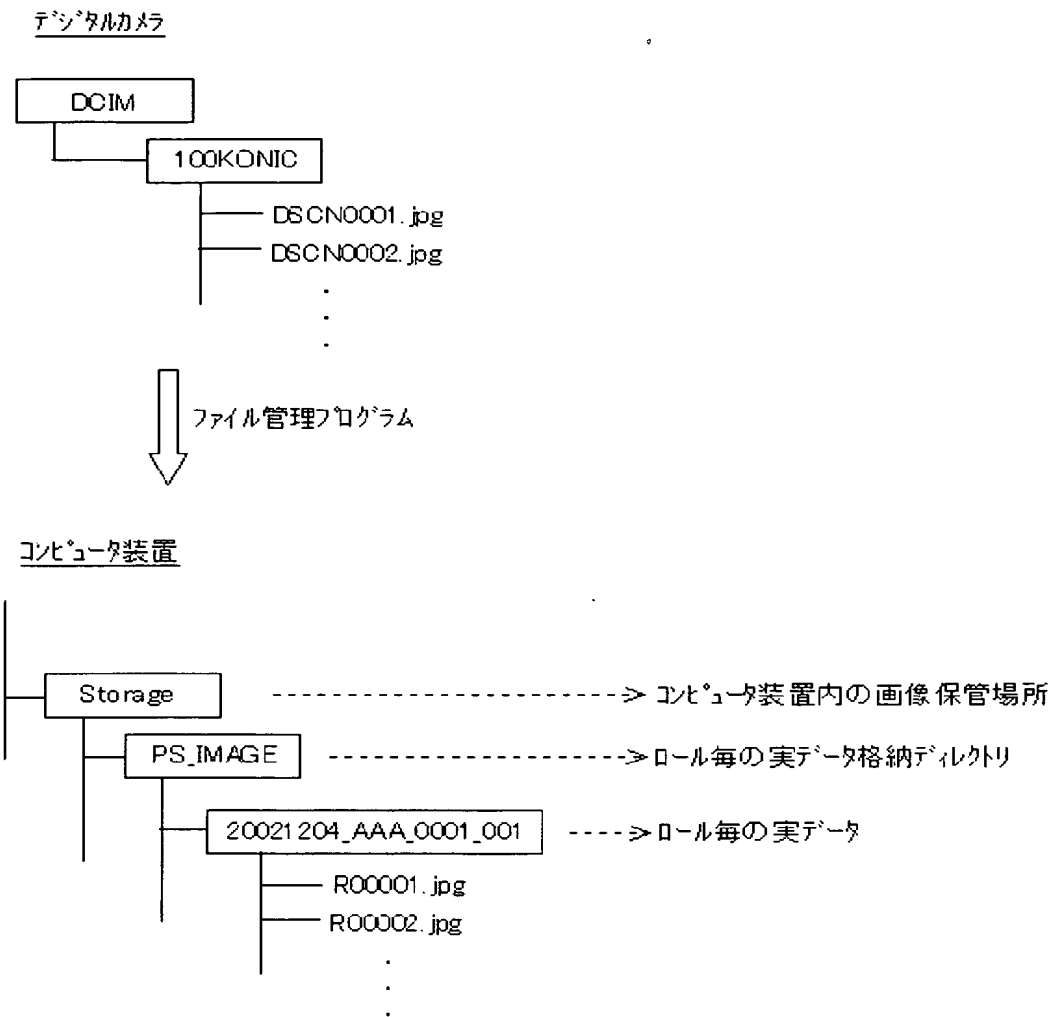 デジタルカメラ
DCIM
100KONIC
DSCN0001.jpg
DSCN0002.jpg
ファイル管理プログラム
コンピュータ装置
Storage
コンピュータ装置内の画像保管場所
PS_IMAGE
ロール毎の実データ格納ディレクトリ
20021204_AAA_0001_001
ロール毎の実データ
R00001.jpg
R00002.jpg